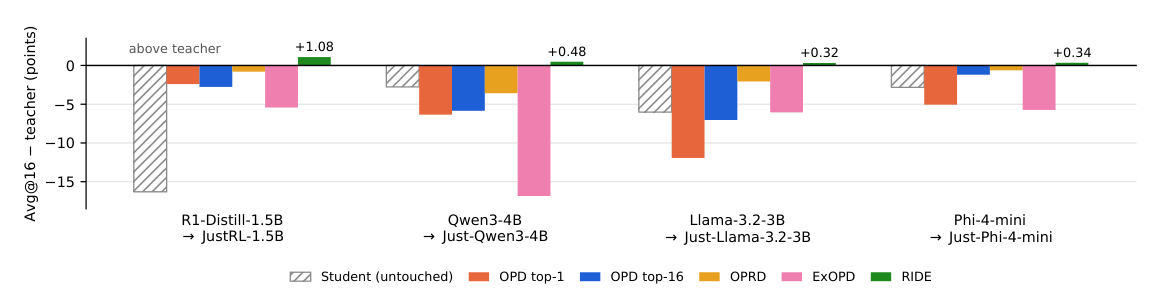 Avg@16 − teacher (points)
above teacher
+1.08
+0.48
+0.32
+0.34
0
−5
−10
−15
R1-Distill-1.5B
→ JustRL-1.5B
Qwen3-4B
→ Just-Qwen3-4B
Llama-3.2-3B
→ Just-Llama-3.2-3B
Phi-4-mini
→ Just-Phi-4-mini
Student (untouched)
OPD top-1
OPD top-16
OPRD
ExOPD
RIDE